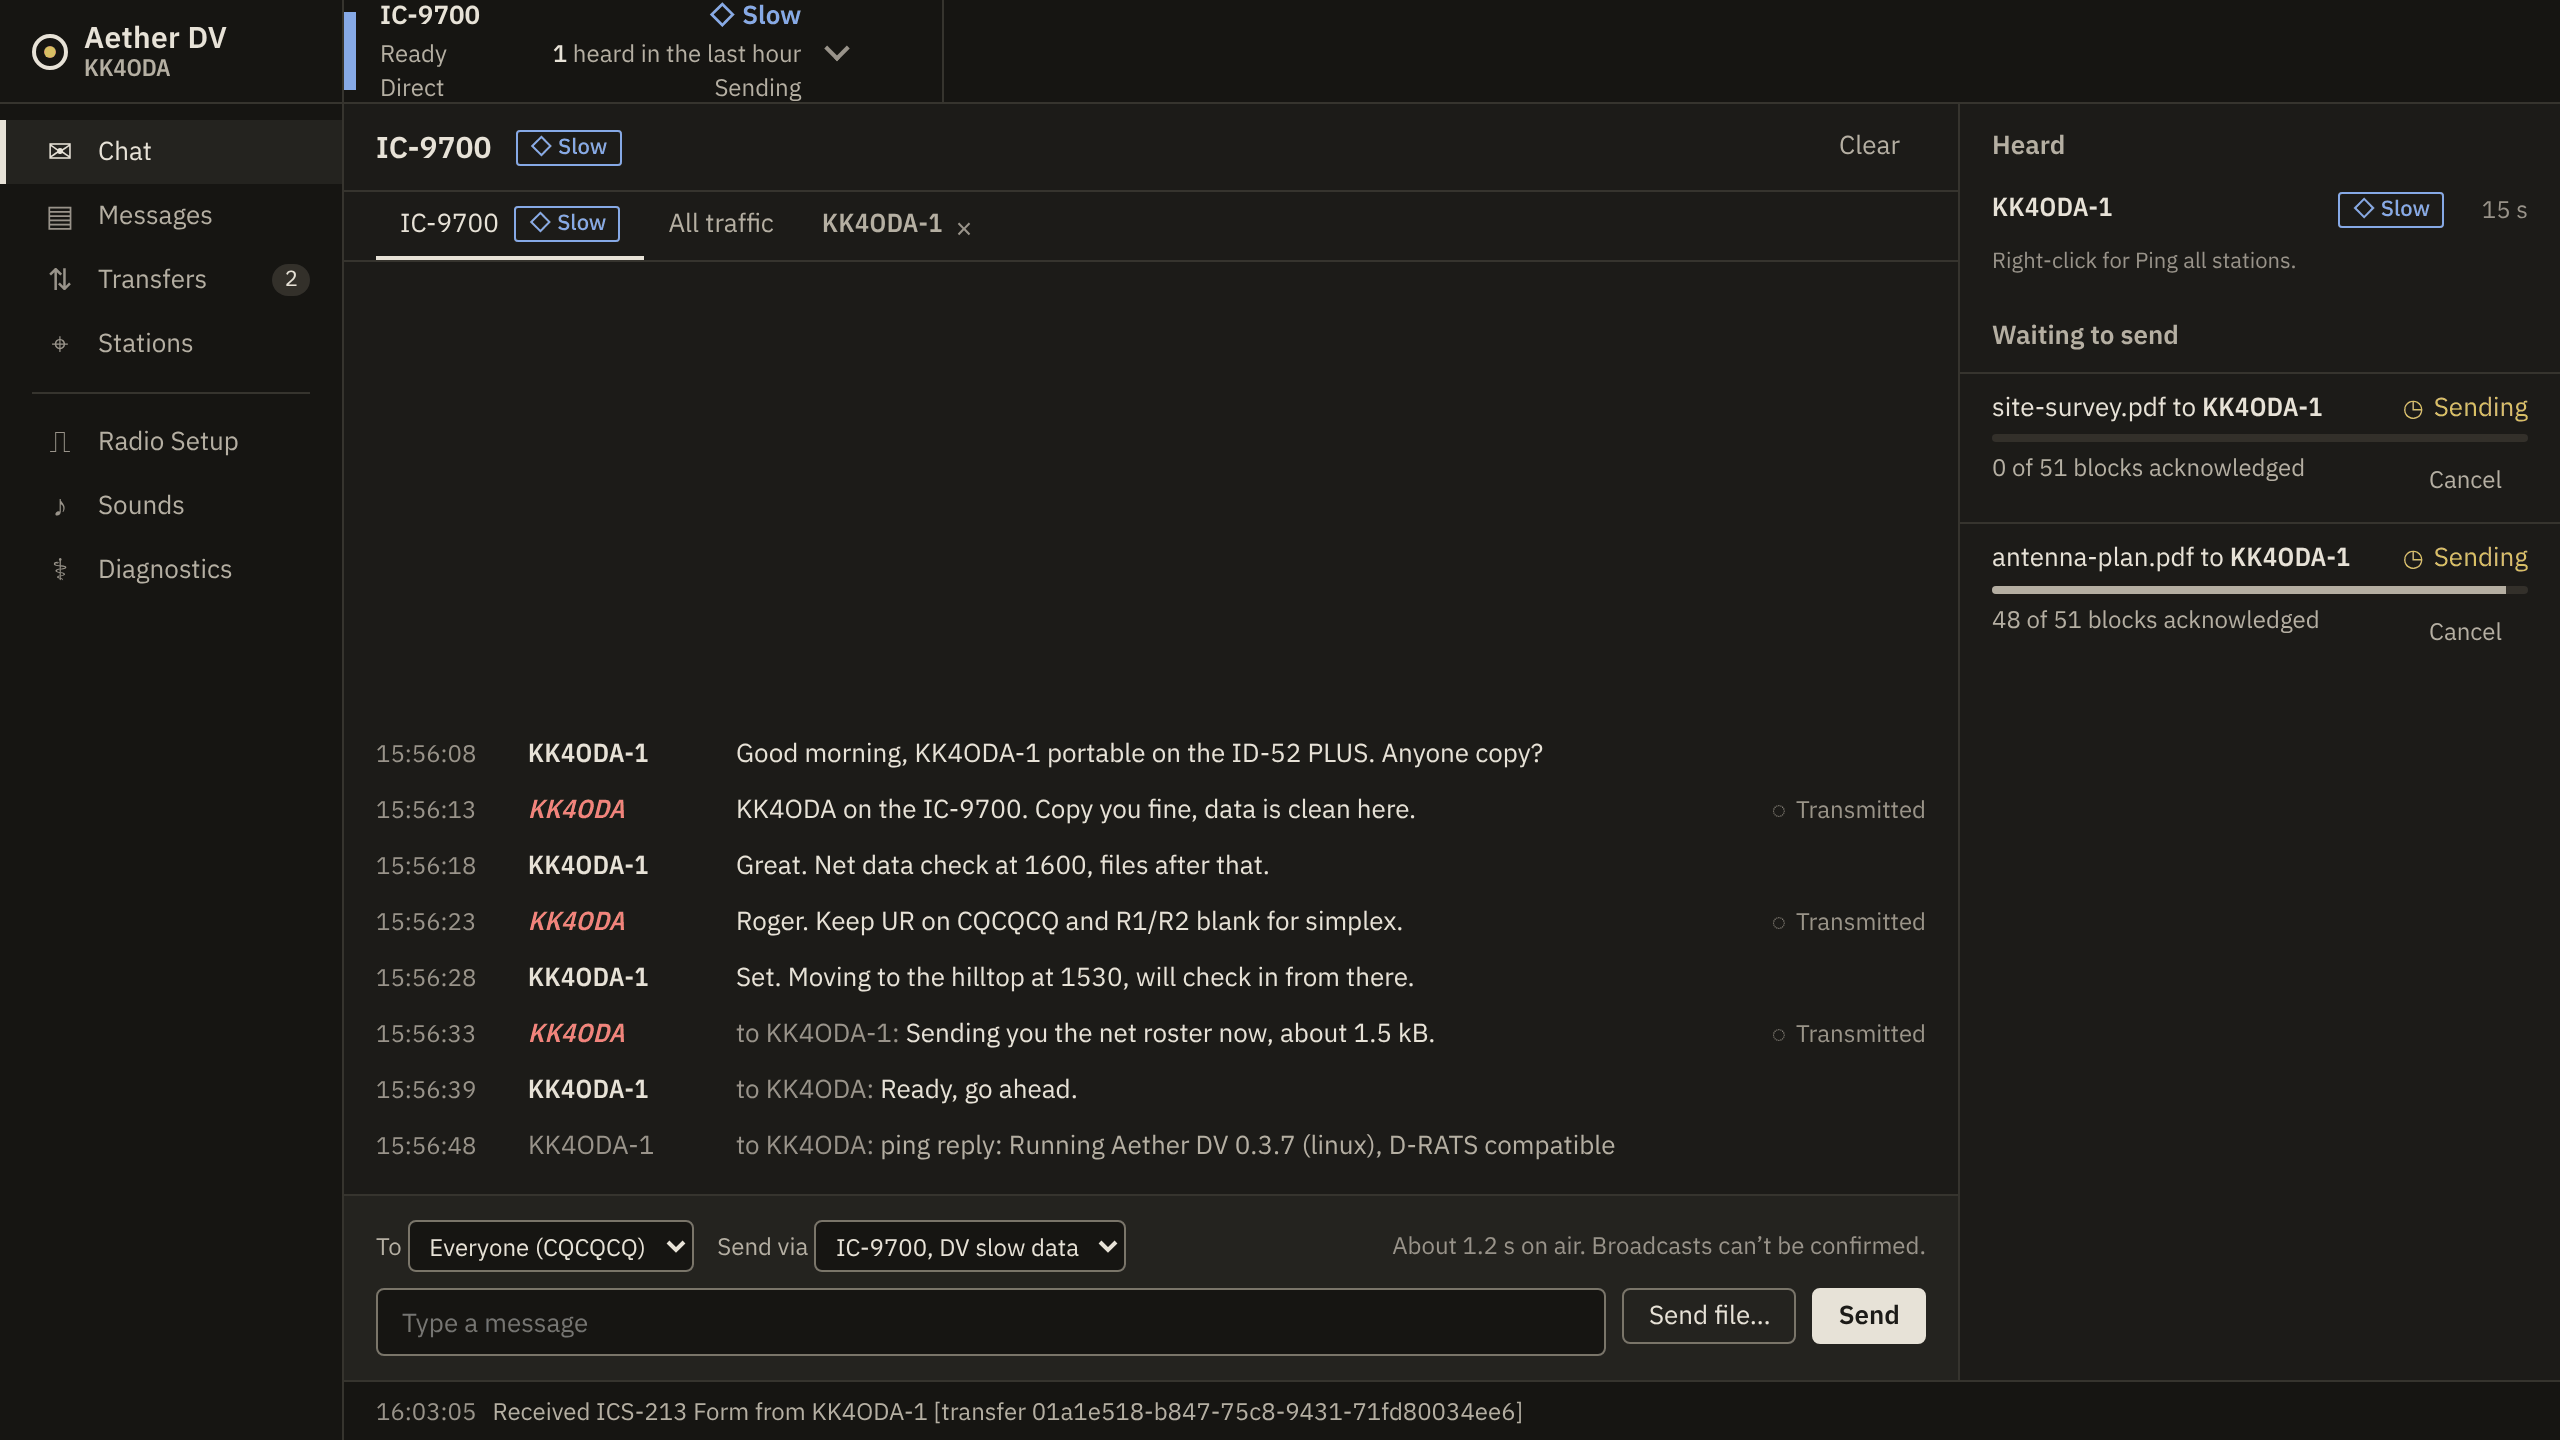 Aether DV
KK4ODA
IC-9700 Slow
Ready 1 heard in the last hour
Direct Sending
Chat
Messages
Transfers 2
Stations
Radio Setup
Sounds
Diagnostics
IC-9700 Slow Clear
IC-9700 Slow All traffic KK4ODA-1 ×
15:56:08 KK4ODA-1 Good morning, KK4ODA-1 portable on the ID-52 PLUS. Anyone copy?
15:56:13 KK4ODA KK4ODA on the IC-9700. Copy you fine, data is clean here. Transmitted
15:56:18 KK4ODA-1 Great. Net data check at 1600, files after that.
15:56:23 KK4ODA Roger. Keep UR on CQCQCQ and R1/R2 blank for simplex. Transmitted
15:56:28 KK4ODA-1 Set. Moving to the hilltop at 1530, will check in from there.
15:56:33 KK4ODA to KK4ODA-1: Sending you the net roster now, about 1.5 kB. Transmitted
15:56:39 KK4ODA-1 to KK4ODA: Ready, go ahead.
15:56:48 KK4ODA-1 to KK4ODA: ping reply: Running Aether DV 0.3.7 (linux), D-RATS compatible
To Everyone (CQCQCQ) Send via IC-9700, DV slow data About 1.2 s on air. Broadcasts can’t be confirmed.
Type a message Send file… Send
16:03:05 Received ICS-213 Form from KK4ODA-1 [transfer 01a1e518-b847-75c8-9431-71fd80034ee6]
Heard
KK4ODA-1 Slow 15 s
Right-click for Ping all stations.
Waiting to send
site-survey.pdf to KK4ODA-1 Sending
0 of 51 blocks acknowledged
Cancel
antenna-plan.pdf to KK4ODA-1 Sending
48 of 51 blocks acknowledged
Cancel